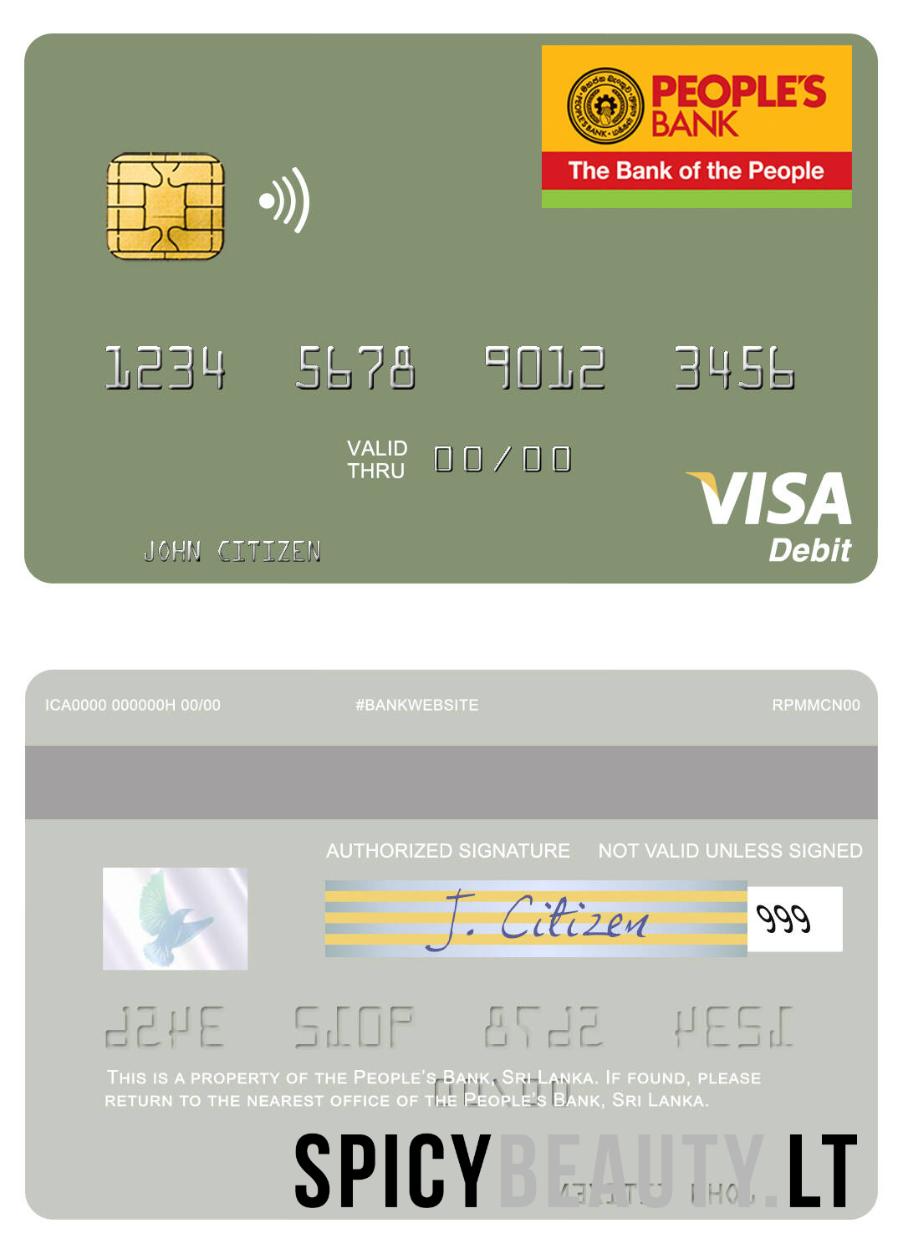 PEOPLE'S
BANK
The Bank of the People
1234 5678 9012 3456
VALID
THRU 00/00
VISA
Debit
JOHN CITIZEN
ICA0000 000000H 00/00 #BANKWEBSITE RPMMCN00
AUTHORIZED SIGNATURE NOT VALID UNLESS SIGNED
J. Citizen 999
THIS IS A PROPERTY OF THE PEOPLE'S BANK, SRI LANKA. IF FOUND, PLEASE
RETURN TO THE NEAREST OFFICE OF THE PEOPLE'S BANK, SRI LANKA.
SPICYBEAUTY.LT